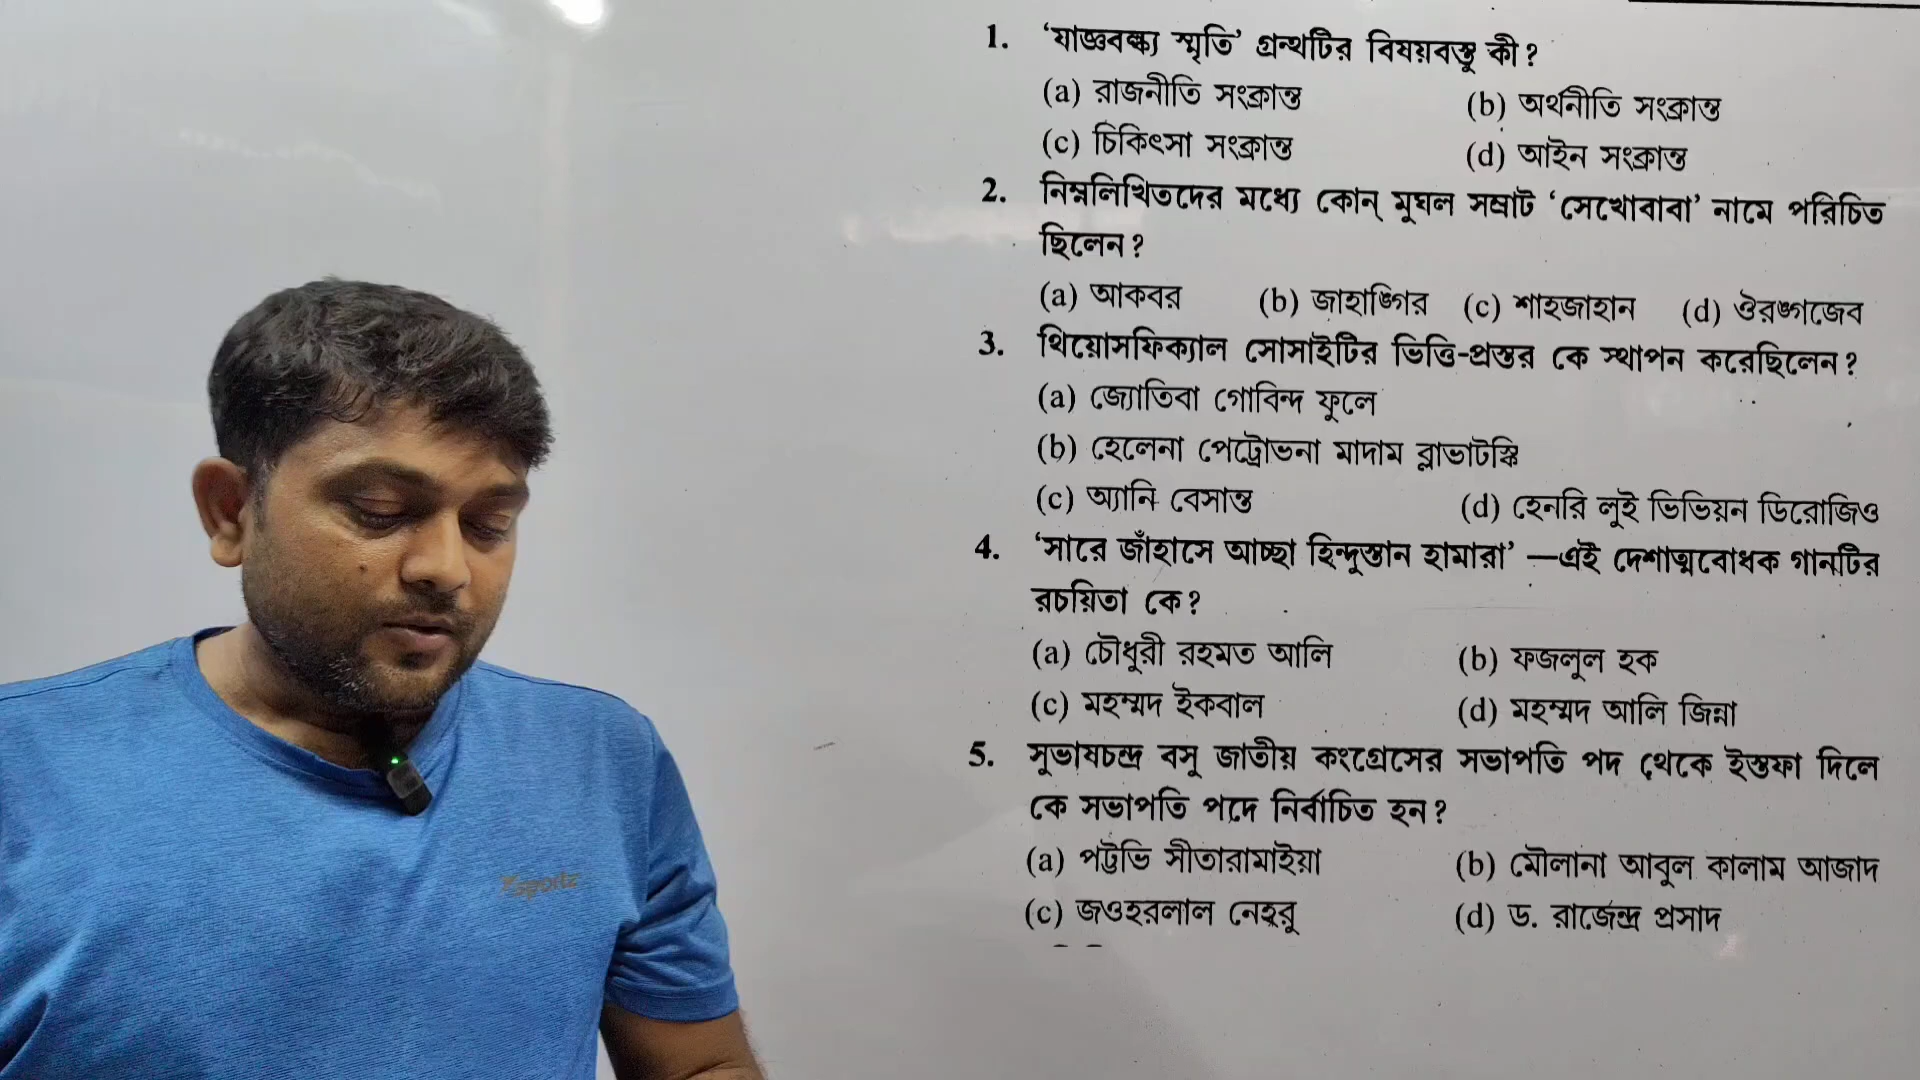 1. ‘যাজ্ঞবল্ক্য স্মৃতি’ গ্রন্থটির বিষয়বস্তু কী?
(a) রাজনীতি সংক্রান্ত (b) অর্থনীতি সংক্রান্ত
(c) চিকিৎসা সংক্রান্ত (d) আইন সংক্রান্ত
2. নিম্নলিখিতদের মধ্যে কোন্ মুঘল সম্রাট ‘সেখোবাবা’ নামে পরিচিত
ছিলেন?
(a) আকবর (b) জাহাঙ্গির (c) শাহজাহান (d) ঔরঙ্গজেব
3. থিয়োসফিক্যাল সোসাইটির ভিত্তি-প্রস্তর কে স্থাপন করেছিলেন?
(a) জ্যোতিবা গোবিন্দ ফুলে
(b) হেলেনা পেট্রোভনা মাদাম ব্লাভাটস্কি
(c) অ্যানি বেসান্ত (d) হেনরি লুই ভিভিয়ন ডিরোজিও
4. ‘সারে জাঁহাসে আচ্ছা হিন্দুস্তান হামারা’ —এই দেশাত্মবোধক গানটির
রচয়িতা কে?
(a) চৌধুরী রহমত আলি (b) ফজলুল হক
(c) মহম্মদ ইকবাল (d) মহম্মদ আলি জিন্না
5. সুভাষচন্দ্র বসু জাতীয় কংগ্রেসের সভাপতি পদ থেকে ইস্তফা দিলে
কে সভাপতি পদে নির্বাচিত হন?
(a) পট্টভি সীতারামাইয়া (b) মৌলানা আবুল কালাম আজাদ
(c) জওহরলাল নেহরু (d) ড. রাজেন্দ্র প্রসাদ